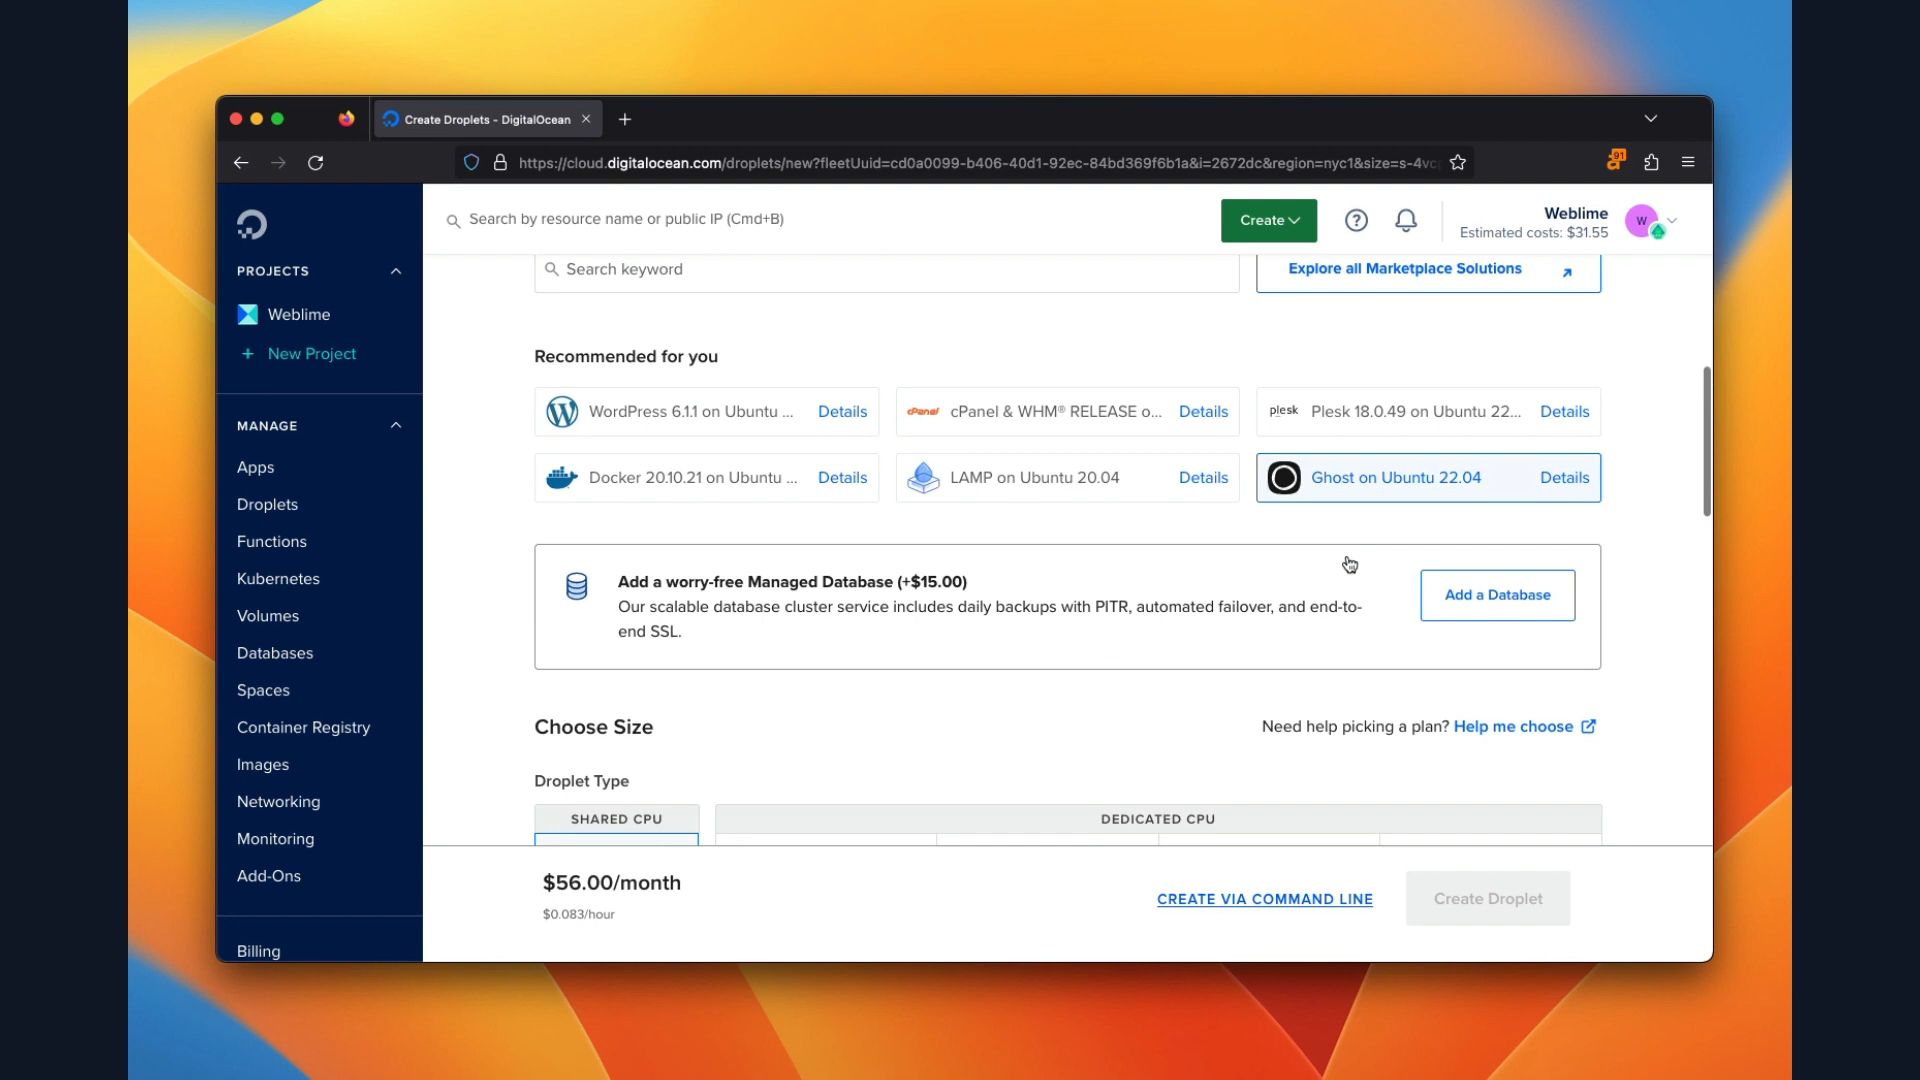 Create Droplets - DigitalOcean
https://cloud.digitalocean.com/droplets/new?fleetUuid=cd0a0099-b406-40d1-92ec-84bd369f6b1a&i=2672dc&region=nyc1&size=s-4vc
91
Search by resource name or public IP (Cmd+B)
Create
Weblime
Estimated costs: $31.55
W
PROJECTS
Weblime
New Project
MANAGE
Apps
Droplets
Functions
Kubernetes
Volumes
Databases
Spaces
Container Registry
Images
Networking
Monitoring
Add-Ons
Billing
Search keyword
Explore all Marketplace Solutions
Recommended for you
WordPress 6.1.1 on Ubuntu ... Details
cPanel cPanel & WHM® RELEASE o... Details
plesk Plesk 18.0.49 on Ubuntu 22... Details
Docker 20.10.21 on Ubuntu ... Details
LAMP on Ubuntu 20.04 Details
Ghost on Ubuntu 22.04 Details
Add a worry-free Managed Database (+$15.00)
Our scalable database cluster service includes daily backups with PITR, automated failover, and end-to-
end SSL.
Add a Database
Choose Size
Need help picking a plan? Help me choose
Droplet Type
SHARED CPU
DEDICATED CPU
$56.00/month
$0.083/hour
CREATE VIA COMMAND LINE
Create Droplet